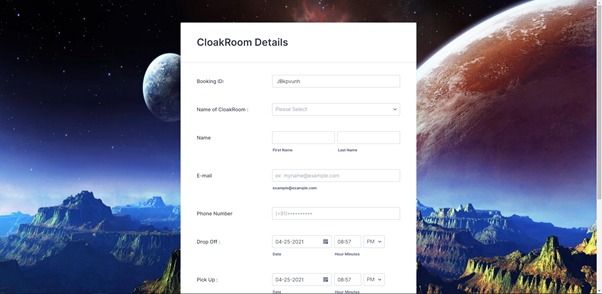 CloakRoom Details
Booking ID: JBkpvunh
Name of CloakRoom : Please Select
Name
First Name Last Name
E-mail ex: myname@example.com
example@example.com
Phone Number (+91)••••••••••
Drop Off : 04-25-2021 08:57 PM
Date Hour Minutes
Pick Up : 04-25-2021 08:57 PM
Date Hour Minutes